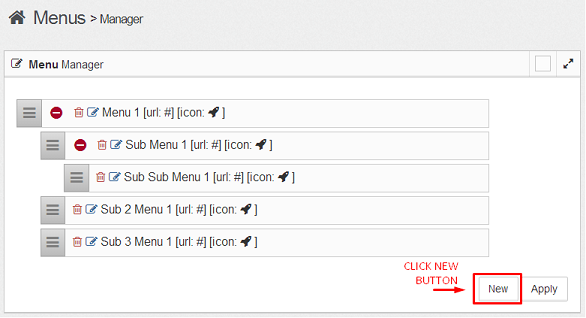 Menus > Manager
Menu Manager
Menu 1 [url: #] [icon: ]
Sub Menu 1 [url: #] [icon: ]
Sub Sub Menu 1 [url: #] [icon: ]
Sub 2 Menu 1 [url: #] [icon: ]
Sub 3 Menu 1 [url: #] [icon: ]
CLICK NEW
BUTTON
New Apply